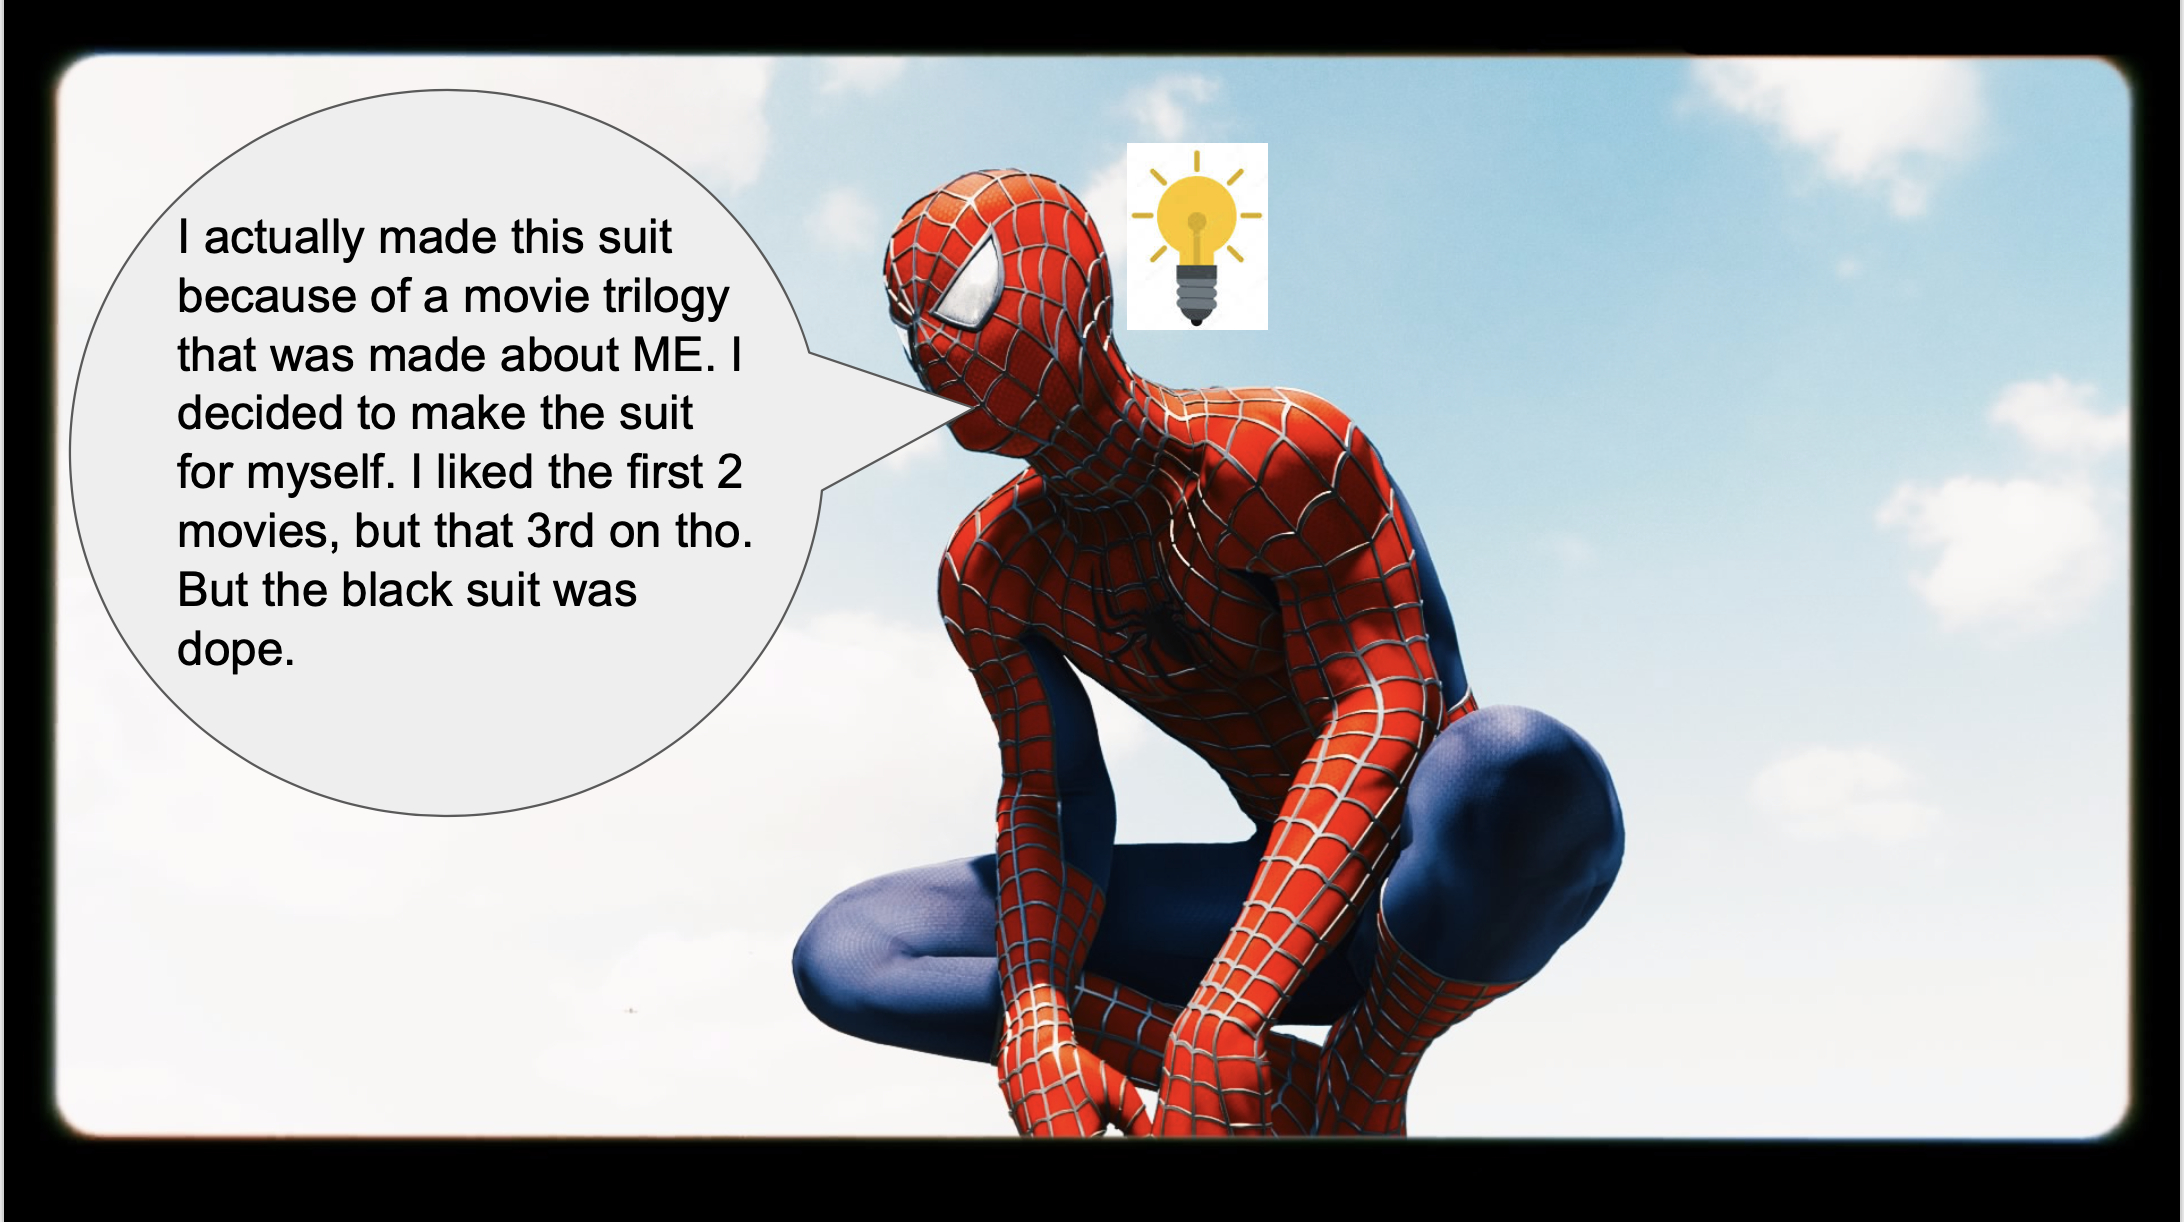 I actually made this suit
because of a movie trilogy
that was made about ME. I
decided to make the suit
for myself. I liked the first 2
movies, but that 3rd on tho.
But the black suit was
dope.